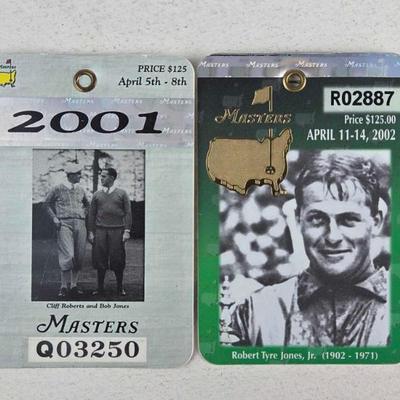 PRICE $125
April 5th - 8th
MASTERS
2001
Cliff Roberts and Bob Jones
MASTERS
Q03250
R02887
Price $125.00
MASTERS
APRIL 11-14, 2002
Robert Tyre Jones, Jr. (1902 - 1971)